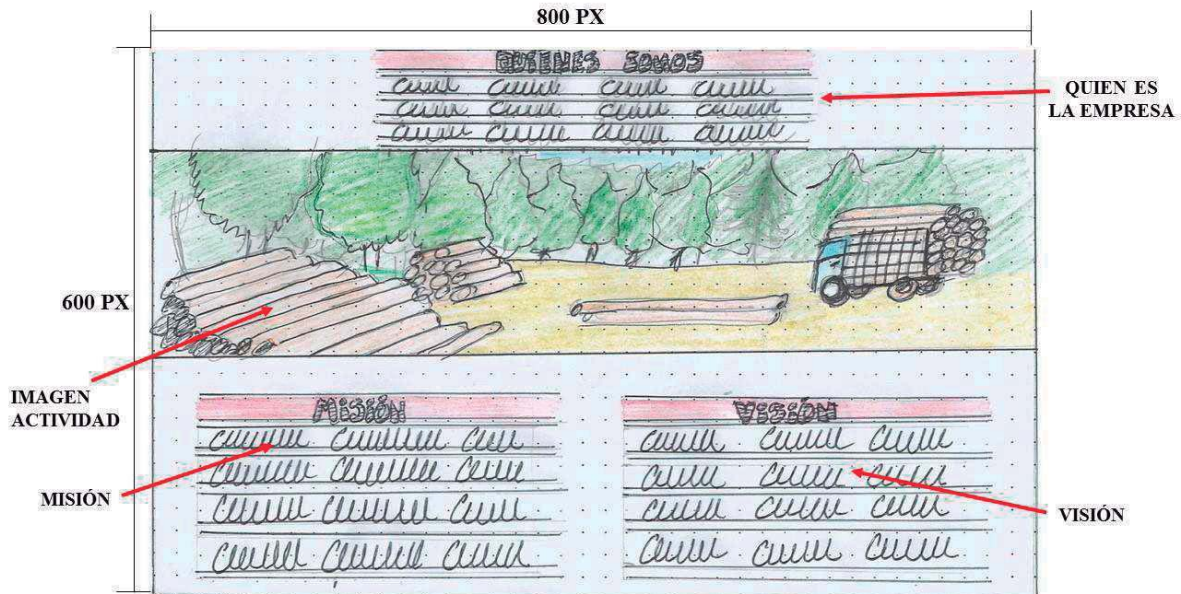 800 PX
QUIENES SOMOS
QUIEN ES
LA EMPRESA
600 PX
IMAGEN
ACTIVIDAD
MISIÓN
VISIÓN
MISIÓN
VISIÓN